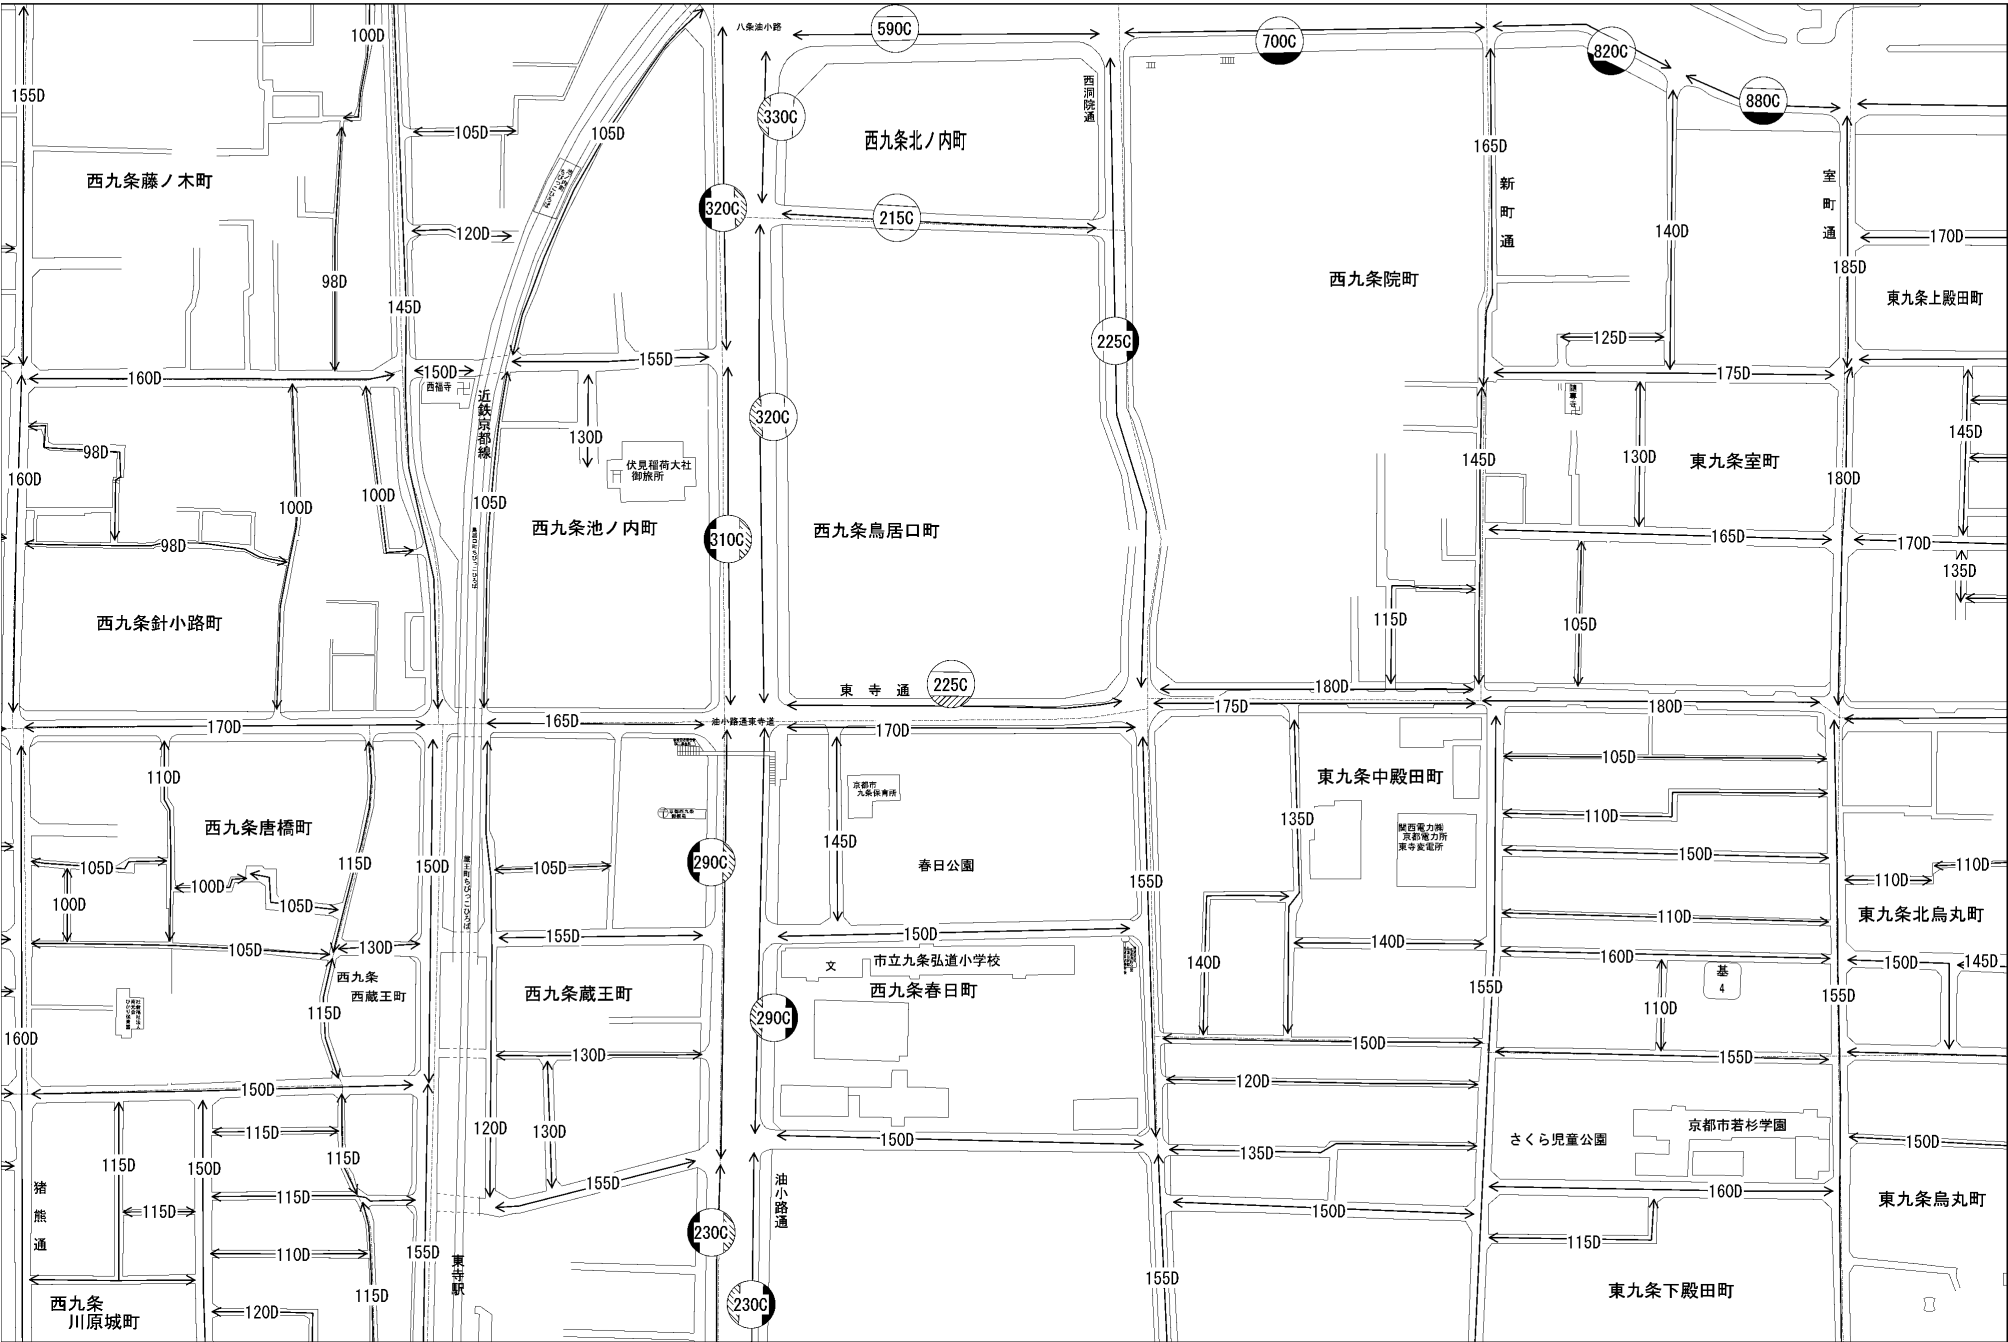 100D
八条油小路
590C
700C
820C
155D
880C
105D
105D
330C
西洞院通
165D
西九条北ノ内町
西九条藤ノ木町
新町通
室町通
320C
215C
120D
140D
170D
98D
145D
西九条院町
185D
東九条上殿田町
225C
125D
160D
150D
155D
175D
西福寺
近鉄京都線
320C
130D
98D
145D
130D
145D
160D
100D
100D
105D
伏見稲荷大社
御旅所
東九条室町
180D
西九条池ノ内町
西九条鳥居口町
310C
98D
165D
170D
135D
西九条針小路町
115D
105D
東寺通
225C
180D
170D
165D
油小路通東寺道
170D
175D
180D
110D
105D
東九条中殿田町
京都市
九条保育所
西九条唐橋町
135D
関西電力㈱
京都電力所
東寺変電所
110D
145D
115D
150D
290C
蔵王町ちびっこひろば
105D
春日公園
150D
105D
100D
155D
110D
110D
100D
105D
110D
東九条北烏丸町
105D
130D
155D
150D
140D
160D
150D
145D
140D
文
市立九条弘道小学校
西九条
西蔵王町
西九条蔵王町
西九条春日町
基
4
155D
155D
110D
115D
290C
160D
130D
150D
155D
150D
120D
115D
120D
130D
150D
135D
さくら児童公園
京都市若杉学園
150D
115D
150D
115D
155D
160D
猪熊通
115D
115D
油小路通
150D
東九条烏丸町
230C
115D
110D
155D
東寺駅
155D
115D
230C
東九条下殿田町
西九条
川原城町
120D